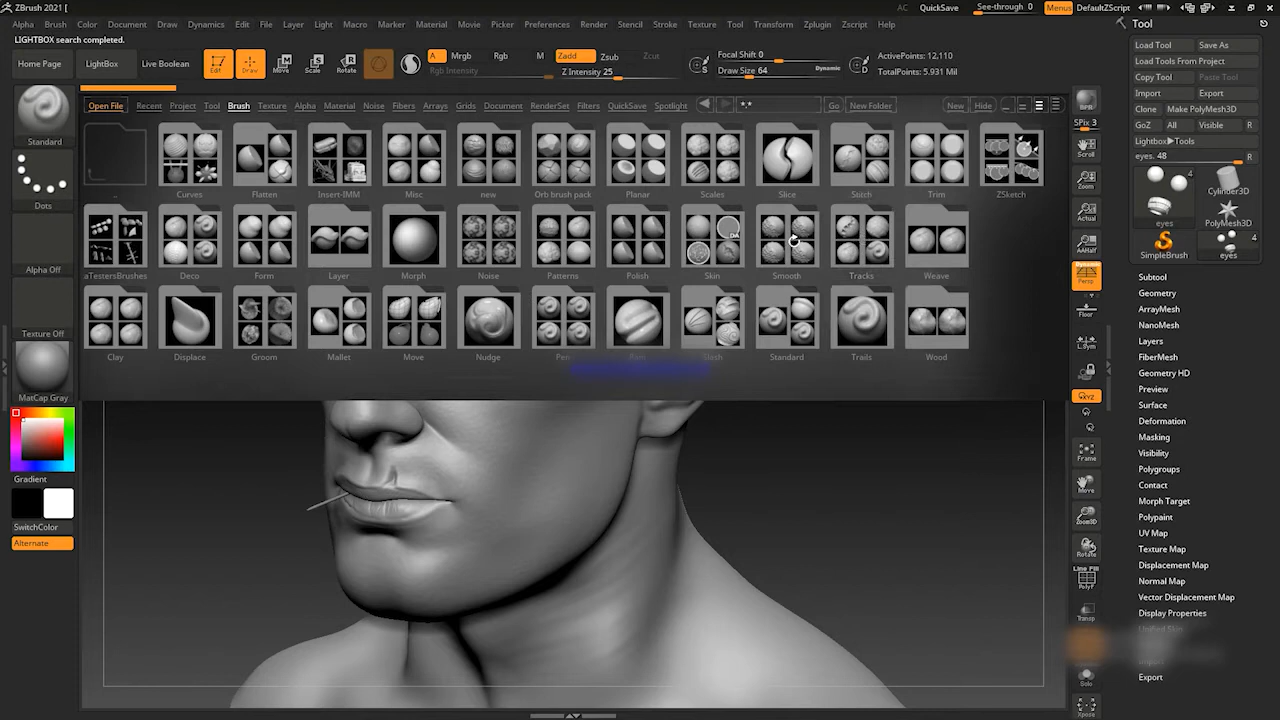 ZBrush 2021 [
AC QuickSave See-through 0 Menus DefaultZScript
Alpha Brush Color Document Draw Dynamics Edit File Layer Light Macro Marker Material Movie Picker Preferences Render Stencil Stroke Texture Tool Transform Zplugin Zscript Help
LIGHTBOX search completed.
Home Page LightBox Live Boolean Edit Draw Move Scale Rotate
A Mrgb Rgb M Zadd Zsub Zcut
Rgb Intensity Z Intensity 25
Focal Shift 0
Draw Size 64 Dynamic
S D
ActivePoints: 12,110
TotalPoints: 5.931 Mil
Open File Recent Project Tool Brush Texture Alpha Material Noise Fibers Arrays Grids Document RenderSet Filters QuickSave Spotlight *.* Go New Folder New Hide
.. Curves Flatten Insert-IMM Misc new Orb brush pack Planar Scales Slice Stitch Trim ZSketch
aTestersBrushes Deco Form Layer Morph Noise Patterns Polish Skin Smooth Tracks Weave
Clay Displace Groom Mallet Move Nudge Pen Slash Standard Trails Wood
Standard
Dots
Alpha Off
Texture Off
MatCap Gray
Gradient
SwitchColor
Alternate
BPR
SPix 3
Scroll
Zoom
Actual
AAHalf
Dynamic
Persp
Floor
L.Sym
XYZ
Frame
Move
Zoom3D
Rotate
Line Fill
PolyF
Transp
Solo
Xpose
Tool
Load Tool Save As
Load Tools From Project
Copy Tool Paste Tool
Import Export
Clone Make PolyMesh3D
GoZ All Visible R
Lightbox▶Tools
eyes. 48 R
4
eyes
Cylinder3D
PolyMesh3D
SimpleBrush
4
eyes
Subtool
Geometry
ArrayMesh
NanoMesh
Layers
FiberMesh
Geometry HD
Preview
Surface
Deformation
Masking
Visibility
Polygroups
Contact
Morph Target
Polypaint
UV Map
Texture Map
Displacement Map
Normal Map
Vector Displacement Map
Display Properties
Unified Skin
Import
Export